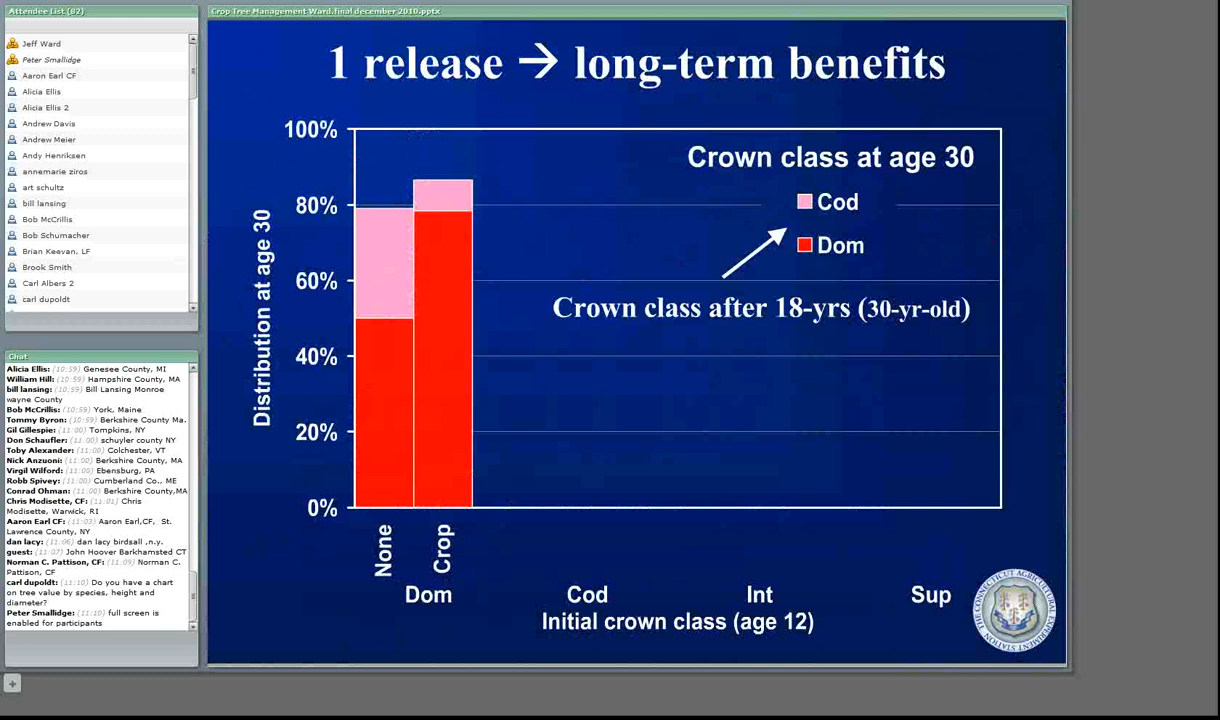 Attendee List (82)
Jeff Ward
Peter Smallidge
Aaron Earl CF
Alicia Ellis
Alicia Ellis 2
Andrew Davis
Andrew Meier
Andy Henriksen
annemarie ziros
art schultz
bill lansing
Bob McCrillis
Bob Schumacher
Brian Keevan, LF
Brook Smith
Carl Albers 2
carl dupoldt
Chat
Alicia Ellis: (10:59) Genesee County, MI
William Hill: (10:59) Hampshire County, MA
bill lansing: (10:59) Bill Lansing Monroe
wayne County
Bob McCrillis: (10:59) York, Maine
Tommy Byron: (10:59) Berkshire County Ma.
Gil Gillespie: (11:00) Tompkins, NY
Don Schaufler: (11:00) schuyler county NY
Toby Alexander: (11:00) Colchester, VT
Nick Anzuoni: (11:00) Berkshire County, MA
Virgil Wilford: (11:00) Ebensburg, PA
Robb Spivey: (11:00) Cumberland Co., ME
Conrad Ohman: (11:00) Berkshire County,MA
Chris Modisette, CF: (11:01) Chris
Modisette, Warwick, RI
Aaron Earl CF: (11:03) Aaron Earl,CF, St.
Lawrence County, NY
dan lacy: (11:06) dan lacy birdsall ,n.y.
guest: (11:07) John Hoover Barkhamsted CT
Norman C. Pattison, CF: (11:09) Norman C.
Pattison, CF
carl dupoldt: (11:10) Do you have a chart
on tree value by species, height and
diameter?
Peter Smallidge: (11:10) full screen is
enabled for participants
Crop Tree Management Ward.final december 2010.pptx
1 release → long-term benefits
Distribution at age 30
100%
80%
60%
40%
20%
0%
Crown class at age 30
Cod
Dom
Crown class after 18-yrs (30-yr-old)
None
Crop
Dom
Cod
Int
Sup
Initial crown class (age 12)
THE CONNECTICUT AGRICULTURAL EXPERIMENT STATION